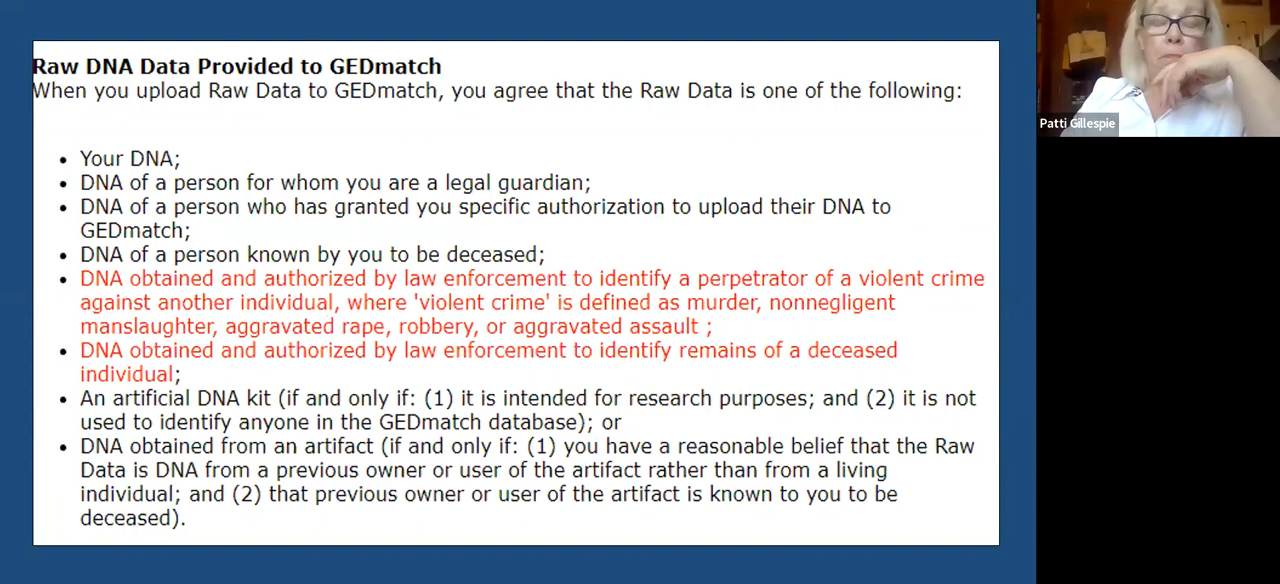 Raw DNA Data Provided to GEDmatch
When you upload Raw Data to GEDmatch, you agree that the Raw Data is one of the following:
• Your DNA;
• DNA of a person for whom you are a legal guardian;
• DNA of a person who has granted you specific authorization to upload their DNA to
GEDmatch;
• DNA of a person known by you to be deceased;
• DNA obtained and authorized by law enforcement to identify a perpetrator of a violent crime
against another individual, where 'violent crime' is defined as murder, nonnegligent
manslaughter, aggravated rape, robbery, or aggravated assault ;
• DNA obtained and authorized by law enforcement to identify remains of a deceased
individual;
• An artificial DNA kit (if and only if: (1) it is intended for research purposes; and (2) it is not
used to identify anyone in the GEDmatch database); or
• DNA obtained from an artifact (if and only if: (1) you have a reasonable belief that the Raw
Data is DNA from a previous owner or user of the artifact rather than from a living
individual; and (2) that previous owner or user of the artifact is known to you to be
deceased).
Patti Gillespie